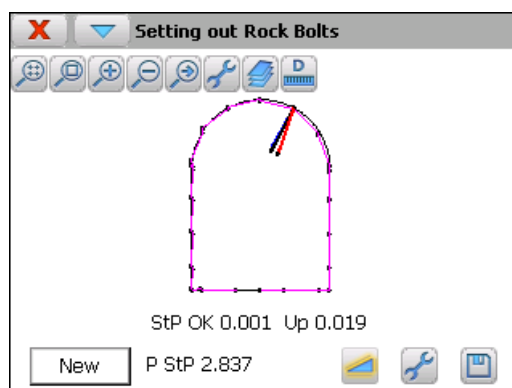 X Setting out Rock Bolts
D
StP OK 0.001 Up 0.019
New P StP 2.837